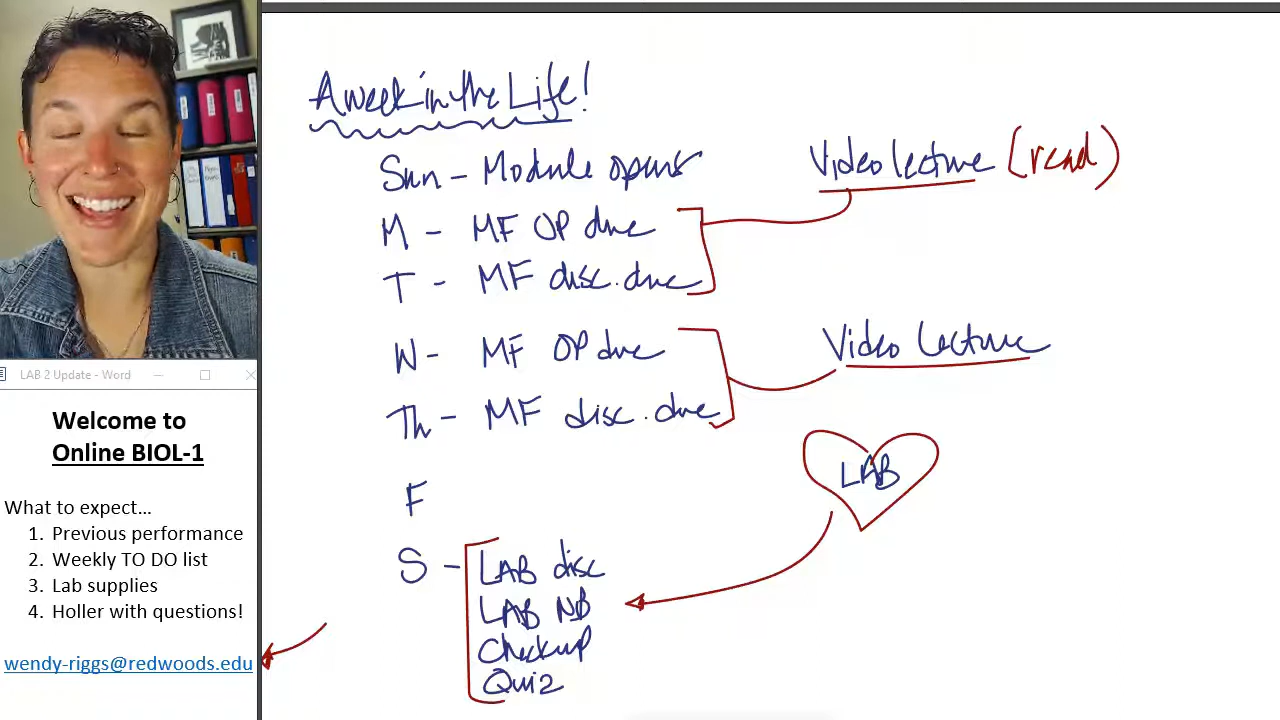 A week in the Life!
Sun - Module opens
Video lecture (read)
M - MF OP due
T - MF disc. due
W - MF OP due
Video lecture
Th - MF disc. due
LAB
F
S - LAB disc
LAB NB
Checkup
Quiz
LAB 2 Update - Word
Welcome to
Online BIOL-1
What to expect...
1. Previous performance
2. Weekly TO DO list
3. Lab supplies
4. Holler with questions!
wendy-riggs@redwoods.edu